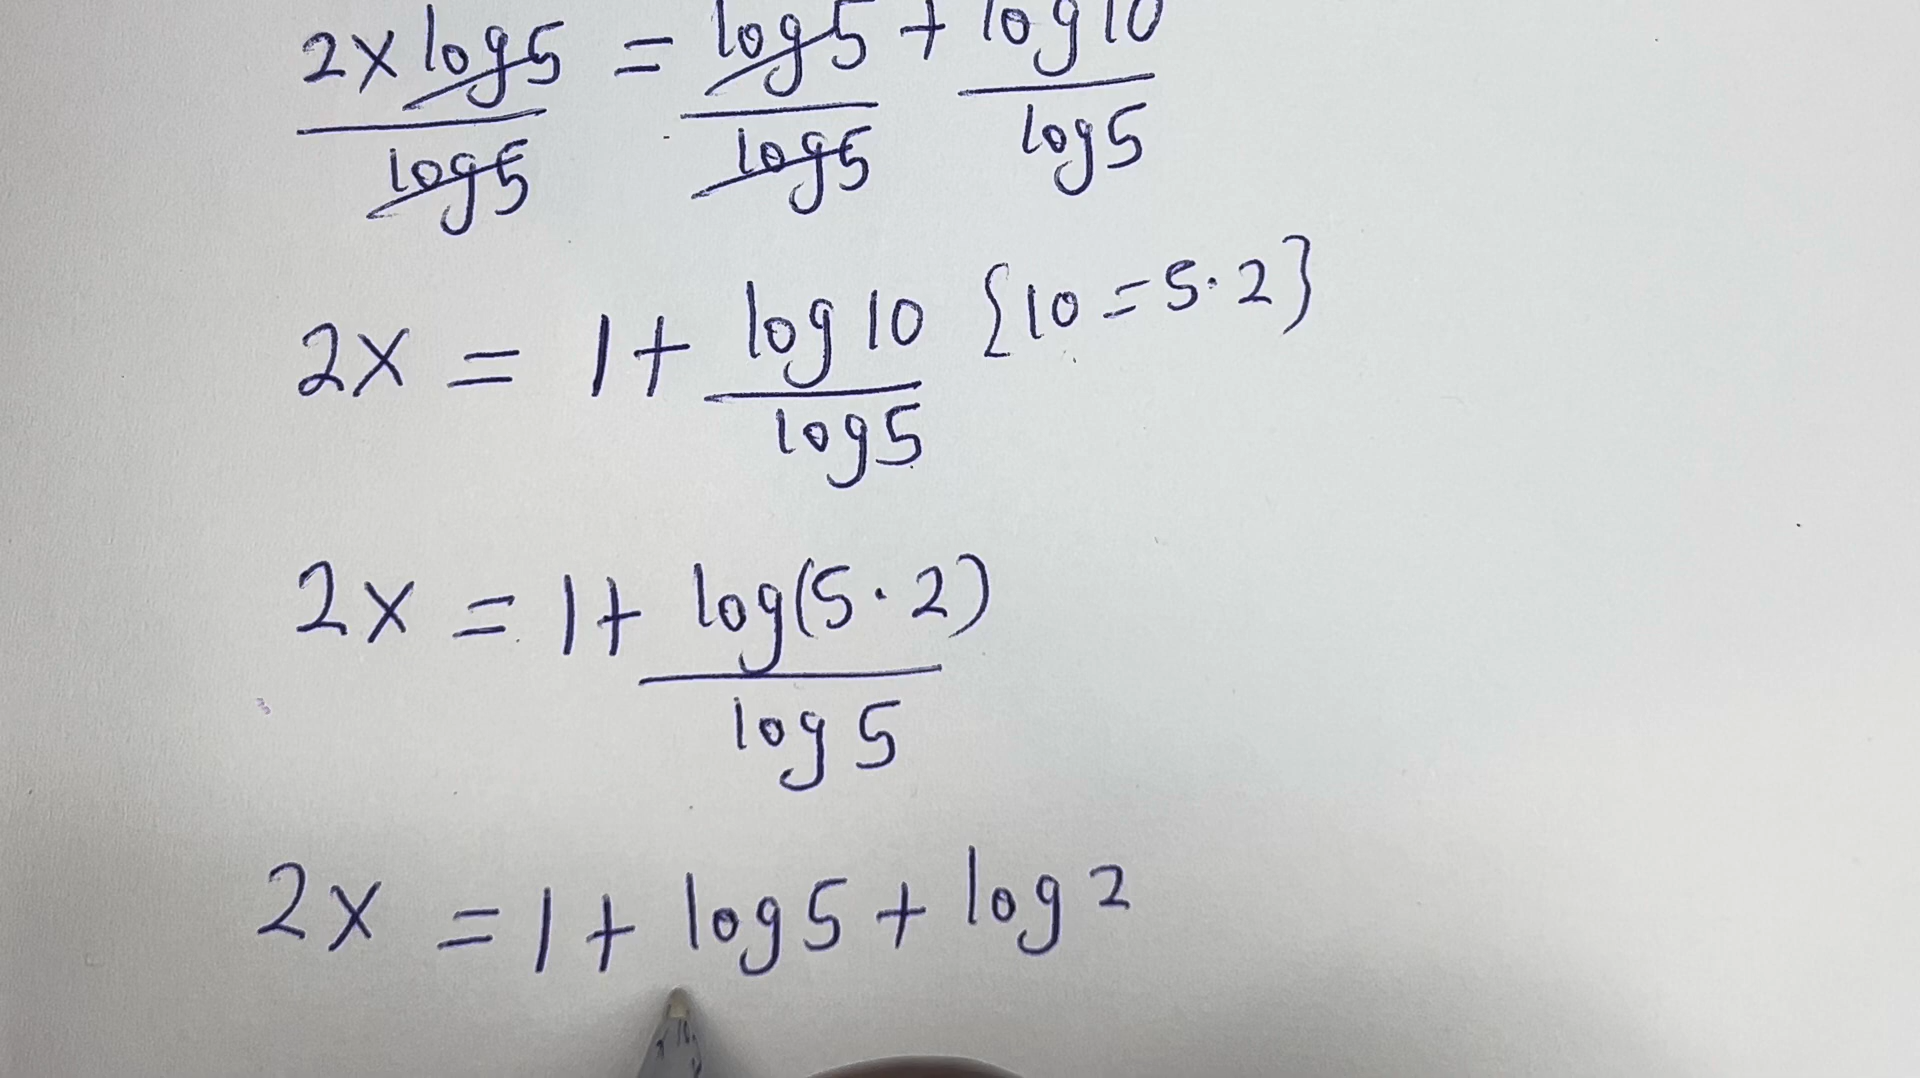 2x log5 = log5 + log10
log5 log5 log5
2x = 1 + log10 {10 = 5·2}
log5
2x = 1 + log(5·2)
log5
2x = 1 + log5 + log2